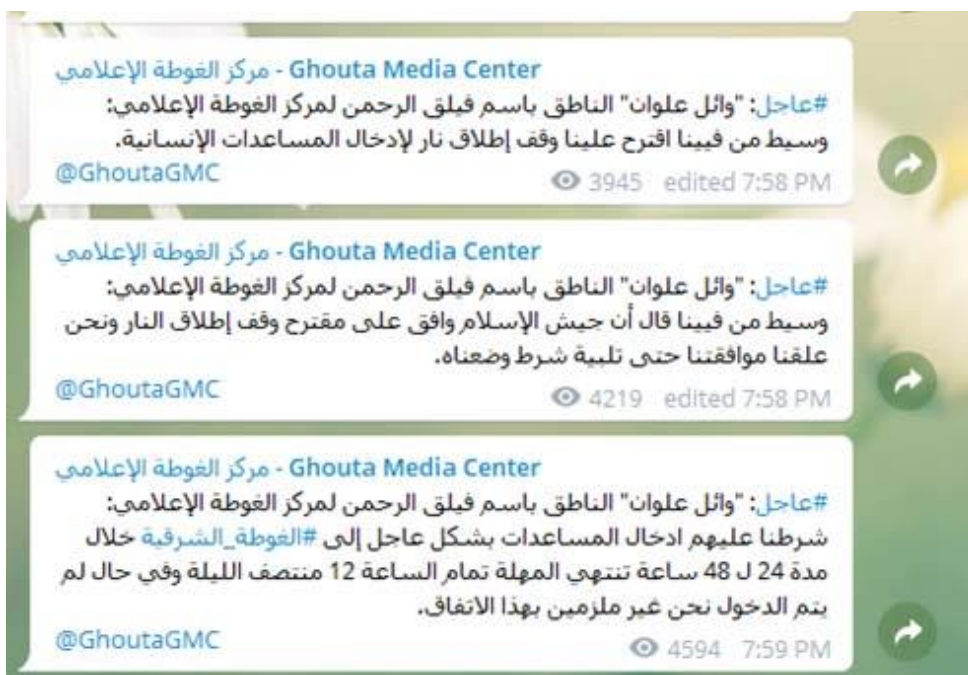 Ghouta Media Center - مركز الغوطة الإعلامي
#عاجل: "وائل علوان" الناطق باسم فيلق الرحمن لمركز الغوطة الإعلامي:
وسيط من فيينا اقترح علينا وقف إطلاق نار لإدخال المساعدات الإنسانية.
@GhoutaGMC
3945 edited 7:58 PM
Ghouta Media Center - مركز الغوطة الإعلامي
#عاجل: "وائل علوان" الناطق باسم فيلق الرحمن لمركز الغوطة الإعلامي:
وسيط من فيينا قال أن جيش الإسلام وافق على مقترح وقف إطلاق النار ونحن
علقنا موافقتنا حتى تلبية شرط وضعناه.
@GhoutaGMC
4219 edited 7:58 PM
Ghouta Media Center - مركز الغوطة الإعلامي
#عاجل: "وائل علوان" الناطق باسم فيلق الرحمن لمركز الغوطة الإعلامي:
شرطنا عليهم ادخال المساعدات بشكل عاجل إلى #الغوطة_الشرقية خلال
مدة 24 ل 48 ساعة تنتهي المهلة تمام الساعة 12 منتصف الليلة وفي حال لم
يتم الدخول نحن غير ملزمين بهذا الاتفاق.
@GhoutaGMC
4594 7:59 PM